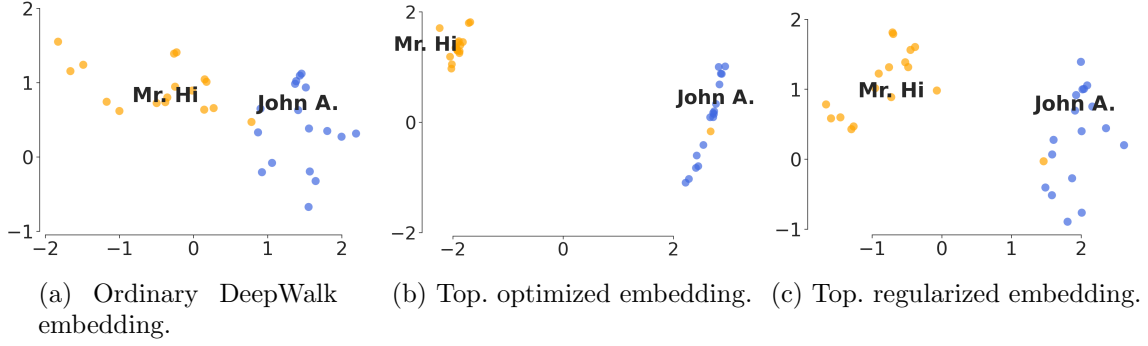 2
1
0
−1
−2
−1
0
1
2
Mr. Hi
John A.
2
0
−2
−2
0
2
Mr. Hi
John A.
2
1
0
−1
−1
0
1
2
Mr. Hi
John A.
(a) Ordinary DeepWalk
embedding.
(b) Top. optimized embedding.
(c) Top. regularized embedding.